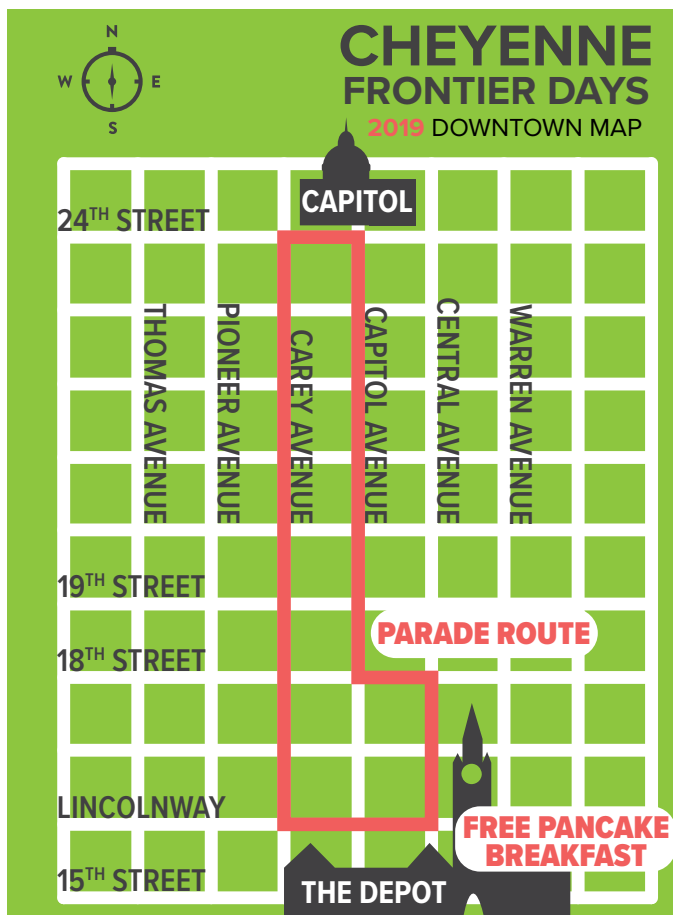 N
W E
S
CHEYENNE
FRONTIER DAYS
2019 DOWNTOWN MAP
CAPITOL
24TH STREET
THOMAS AVENUE
PIONEER AVENUE
CAREY AVENUE
CAPITOL AVENUE
CENTRAL AVENUE
WARREN AVENUE
19TH STREET
PARADE ROUTE
18TH STREET
LINCOLNWAY
FREE PANCAKE
BREAKFAST
15TH STREET
THE DEPOT